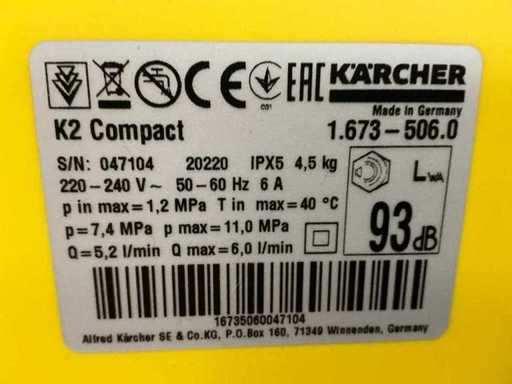 CE
EAC
KÄRCHER
001
Made in Germany
K2 Compact 1.673-506.0
S/N: 047104 20220 IPX5 4,5 kg
220-240 V~ 50-60 Hz 6 A
p in max=1,2 MPa T in max=40 °C
p=7,4 MPa p max=11,0 MPa
Q=5,2 l/min Q max=6,0 l/min
LWA
93dB
16735060047104
Alfred Kärcher SE & Co.KG, P.O.Box 160, 71349 Winnenden, Germany